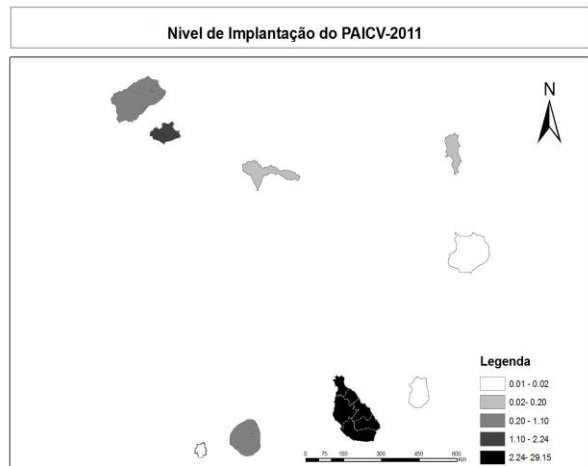 Nivel de Implantação do PAICV-2011
N
Legenda
0.01 - 0.02
0.02- 0.20
0.20 - 1.10
1.10 - 2.24
2.24- 29.15
0 75 150 300 450 600